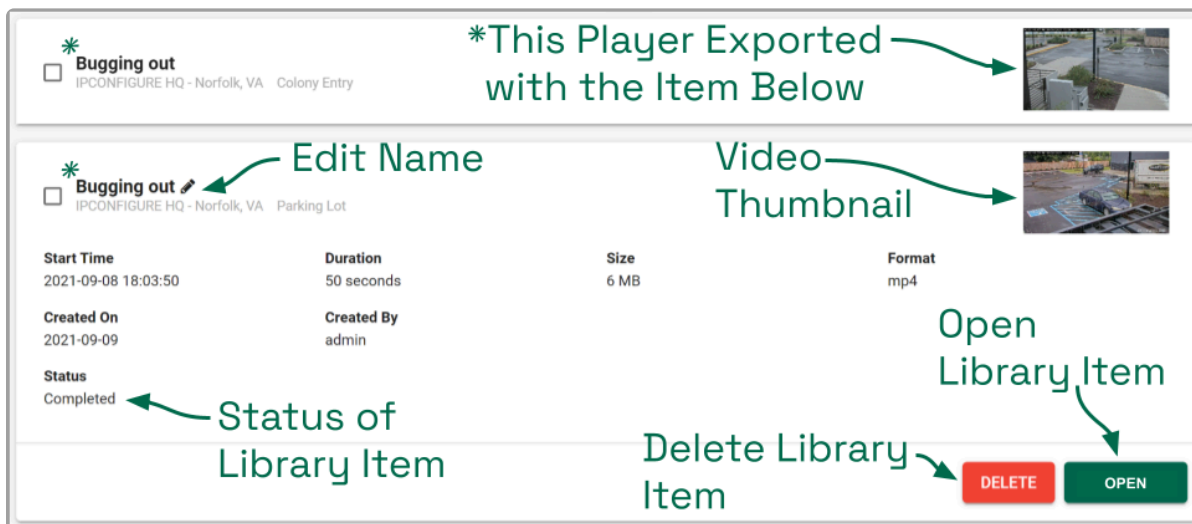 *This Player Exported
with the Item Below
*
Bugging out
IPCONFIGURE HQ - Norfolk, VA Colony Entry
Edit Name
Video
Thumbnail
*
Bugging out
IPCONFIGURE HQ - Norfolk, VA Parking Lot
Start Time Duration Size Format
2021-09-08 18:03:50 50 seconds 6 MB mp4
Created On Created By
2021-09-09 admin
Open
Library Item
Status
Completed
Status of
Library Item
Delete Library
Item
DELETE OPEN